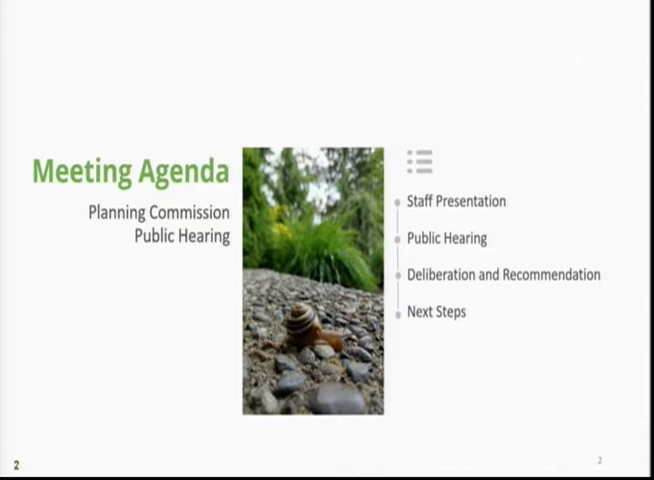 Meeting Agenda
Planning Commission
Public Hearing
Staff Presentation
Public Hearing
Deliberation and Recommendation
Next Steps
2
2